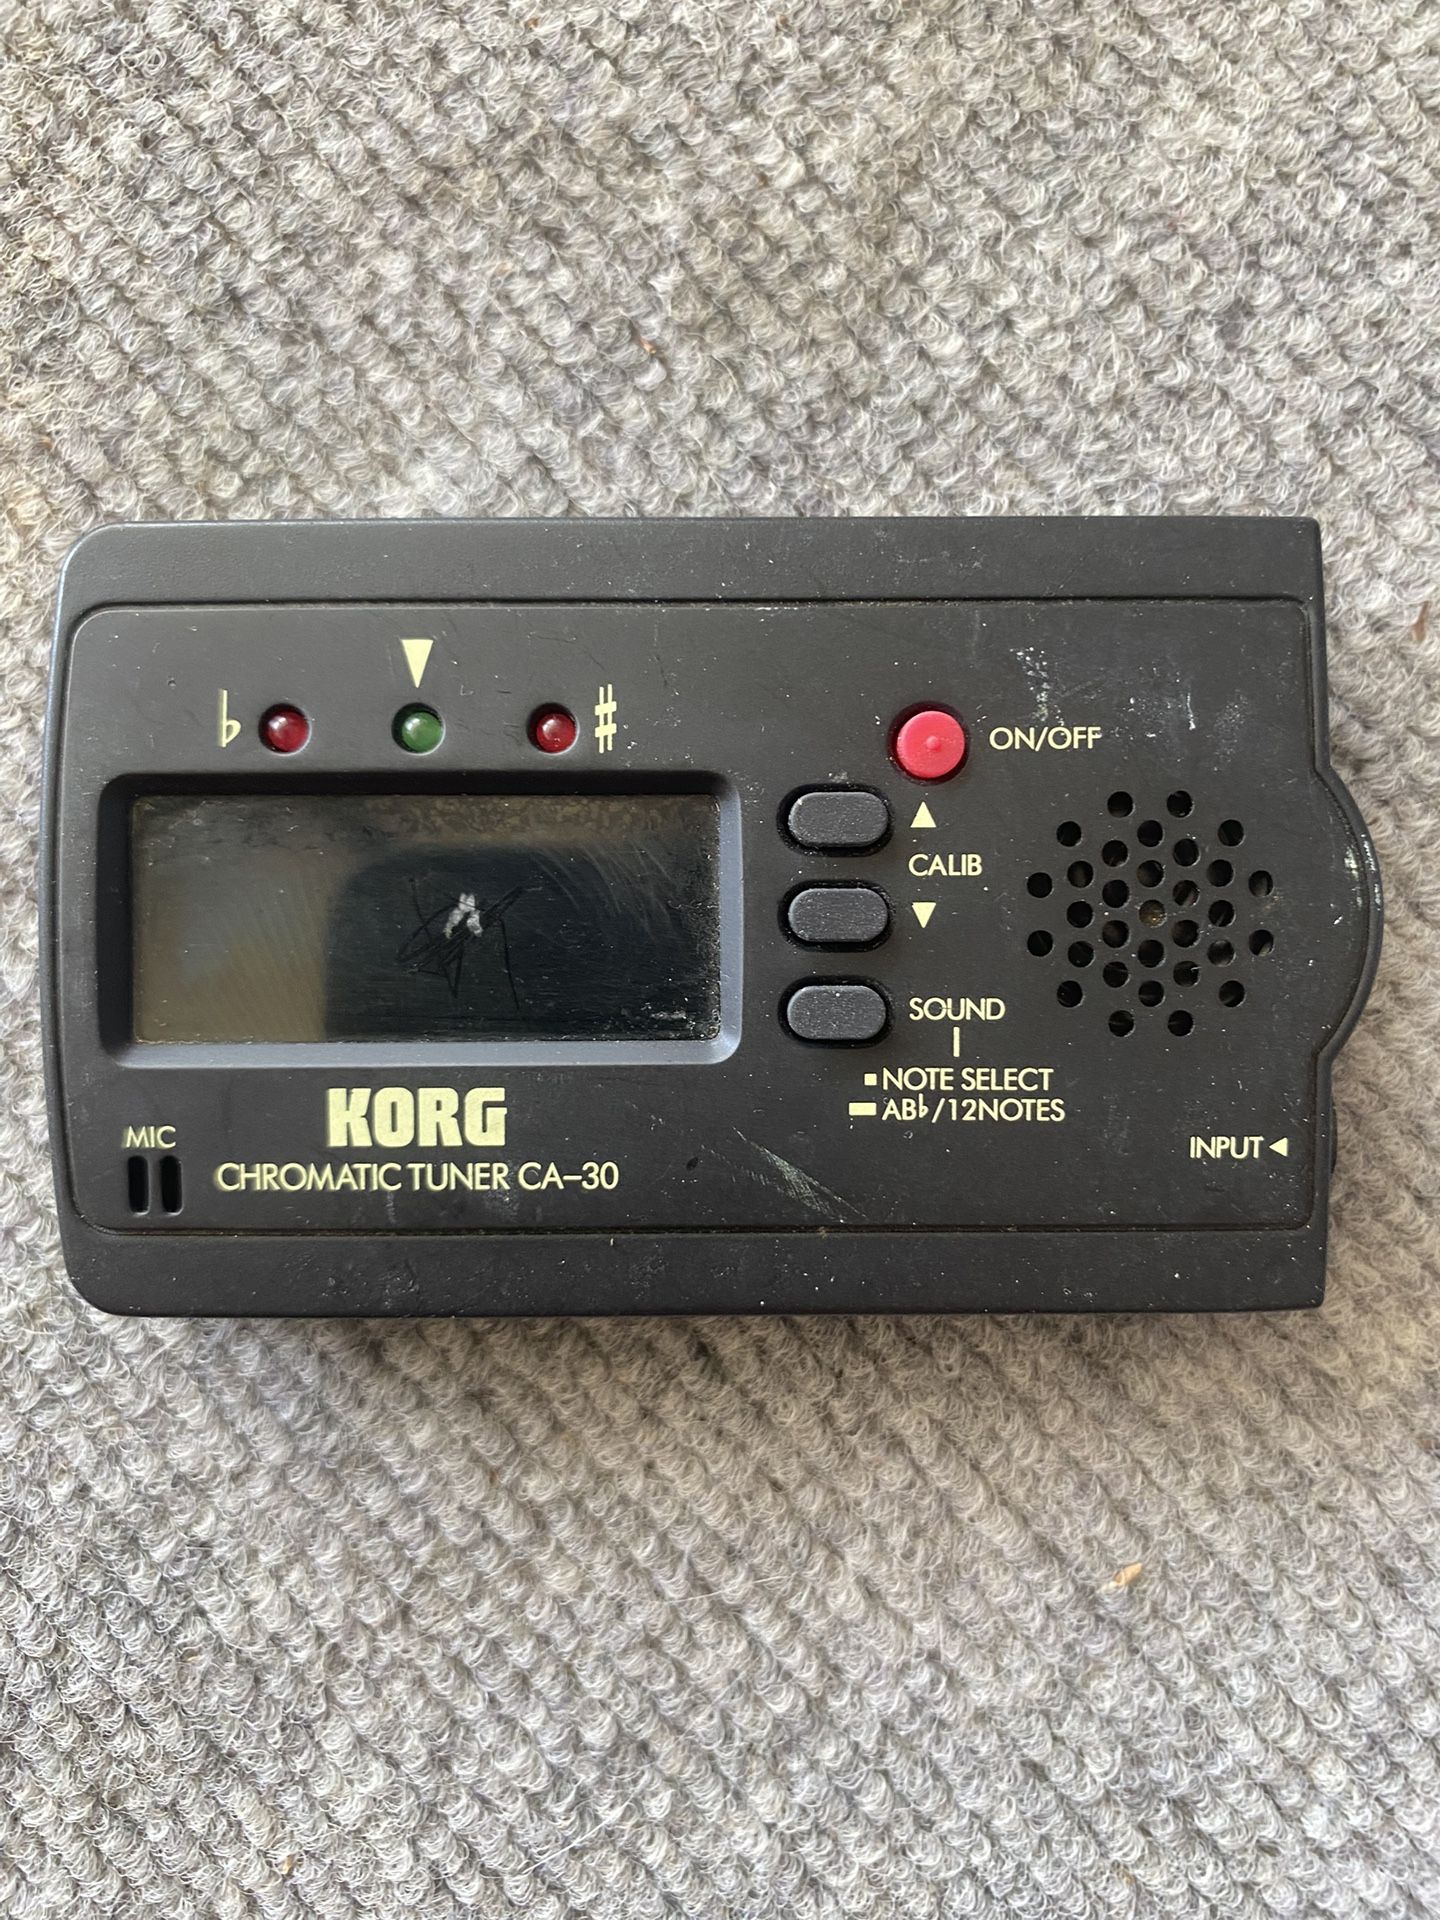 ♭ ▼ ♯
ON/OFF
▲
CALIB
▼
SOUND
▪NOTE SELECT
▬AB♭/12NOTES
KORG
MIC
CHROMATIC TUNER CA–30
INPUT◀